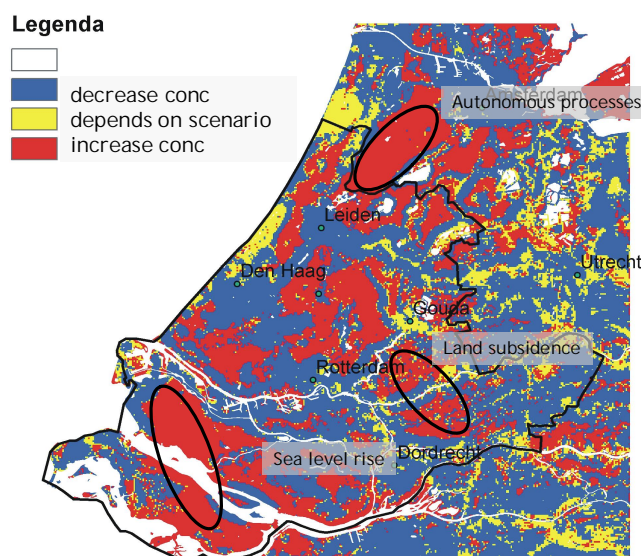 Legenda
decrease conc
depends on scenario
increase conc
Amsterdam
Autonomous processes
Leiden
Utrecht
Den Haag
Gouda
Land subsidence
Rotterdam
Dordrecht
Sea level rise